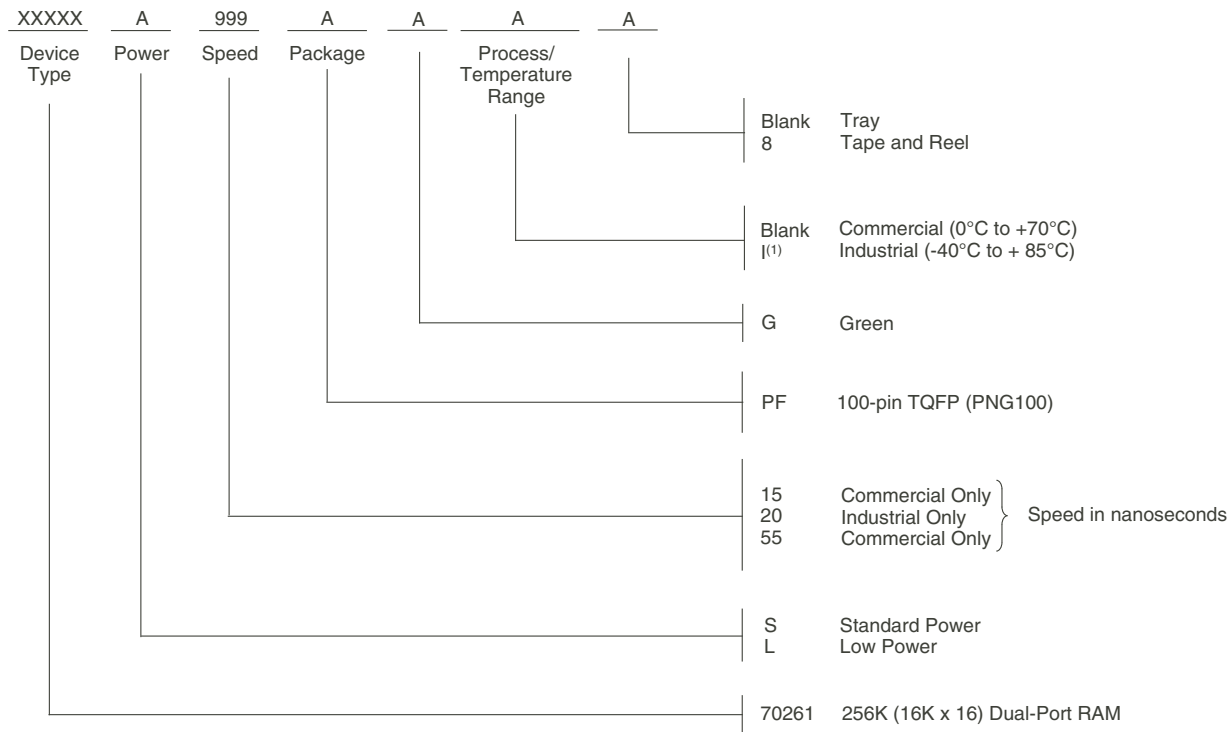 XXXXX A 999 A A A A
Device Type Power Speed Package Process/ Temperature Range
Blank Tray
8 Tape and Reel
Blank Commercial (0°C to +70°C)
I(1) Industrial (-40°C to + 85°C)
G Green
PF 100-pin TQFP (PNG100)
15 Commercial Only
20 Industrial Only Speed in nanoseconds
55 Commercial Only
S Standard Power
L Low Power
70261 256K (16K x 16) Dual-Port RAM